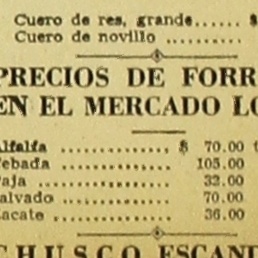 Cuero de res, grande...... $
Cuero de novillo ..........
PRECIOS DE FORR
EN EL MERCADO LO
Alfalfa ................ $ 70.00
Cebada ................ 105.00
Paja ................... 32.00
Salvado ................ 70.00
Zacate ................. 36.00
CHUSCO ESCAND